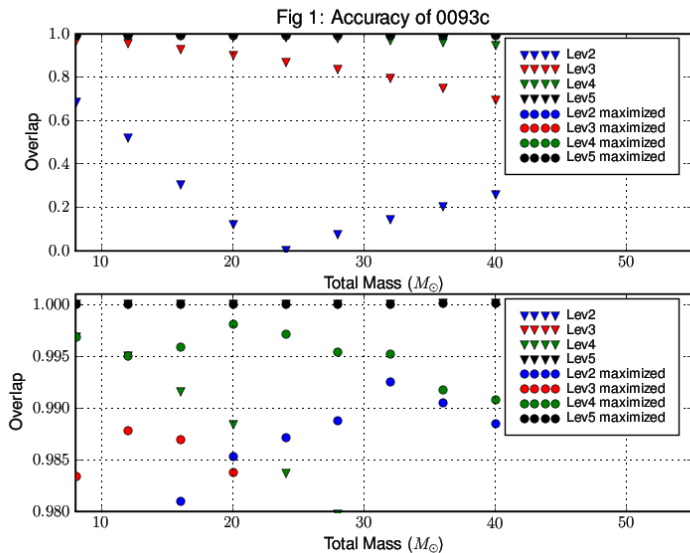 Fig 1: Accuracy of 0093c
1.0
0.8
0.6
0.4
0.2
0.0
Overlap
10
20
30
40
50
Total Mass (M⊙)
Lev2
Lev3
Lev4
Lev5
Lev2 maximized
Lev3 maximized
Lev4 maximized
Lev5 maximized
1.000
0.995
0.990
0.985
0.980
Overlap
10
20
30
40
50
Total Mass (M⊙)
Lev2
Lev3
Lev4
Lev5
Lev2 maximized
Lev3 maximized
Lev4 maximized
Lev5 maximized